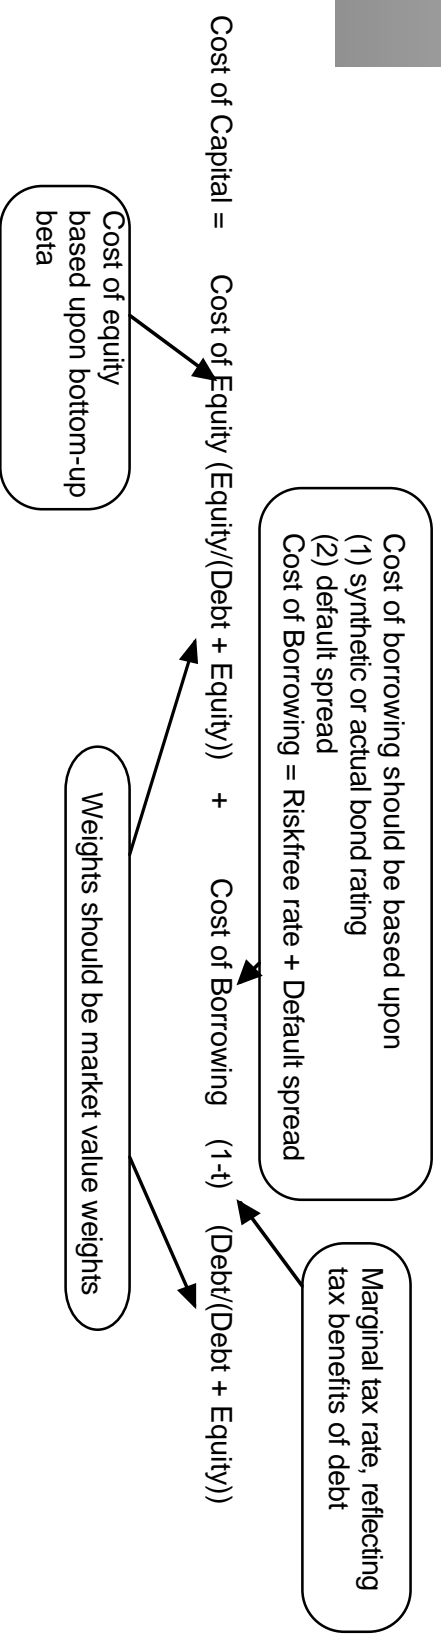 Cost of borrowing should be based upon
(1) synthetic or actual bond rating
(2) default spread
Cost of Borrowing = Riskfree rate + Default spread
Marginal tax rate, reflecting
tax benefits of debt
Cost of Capital = Cost of Equity (Equity/(Debt + Equity)) + Cost of Borrowing (1-t) (Debt/(Debt + Equity))
Cost of equity
based upon bottom-up
beta
Weights should be market value weights